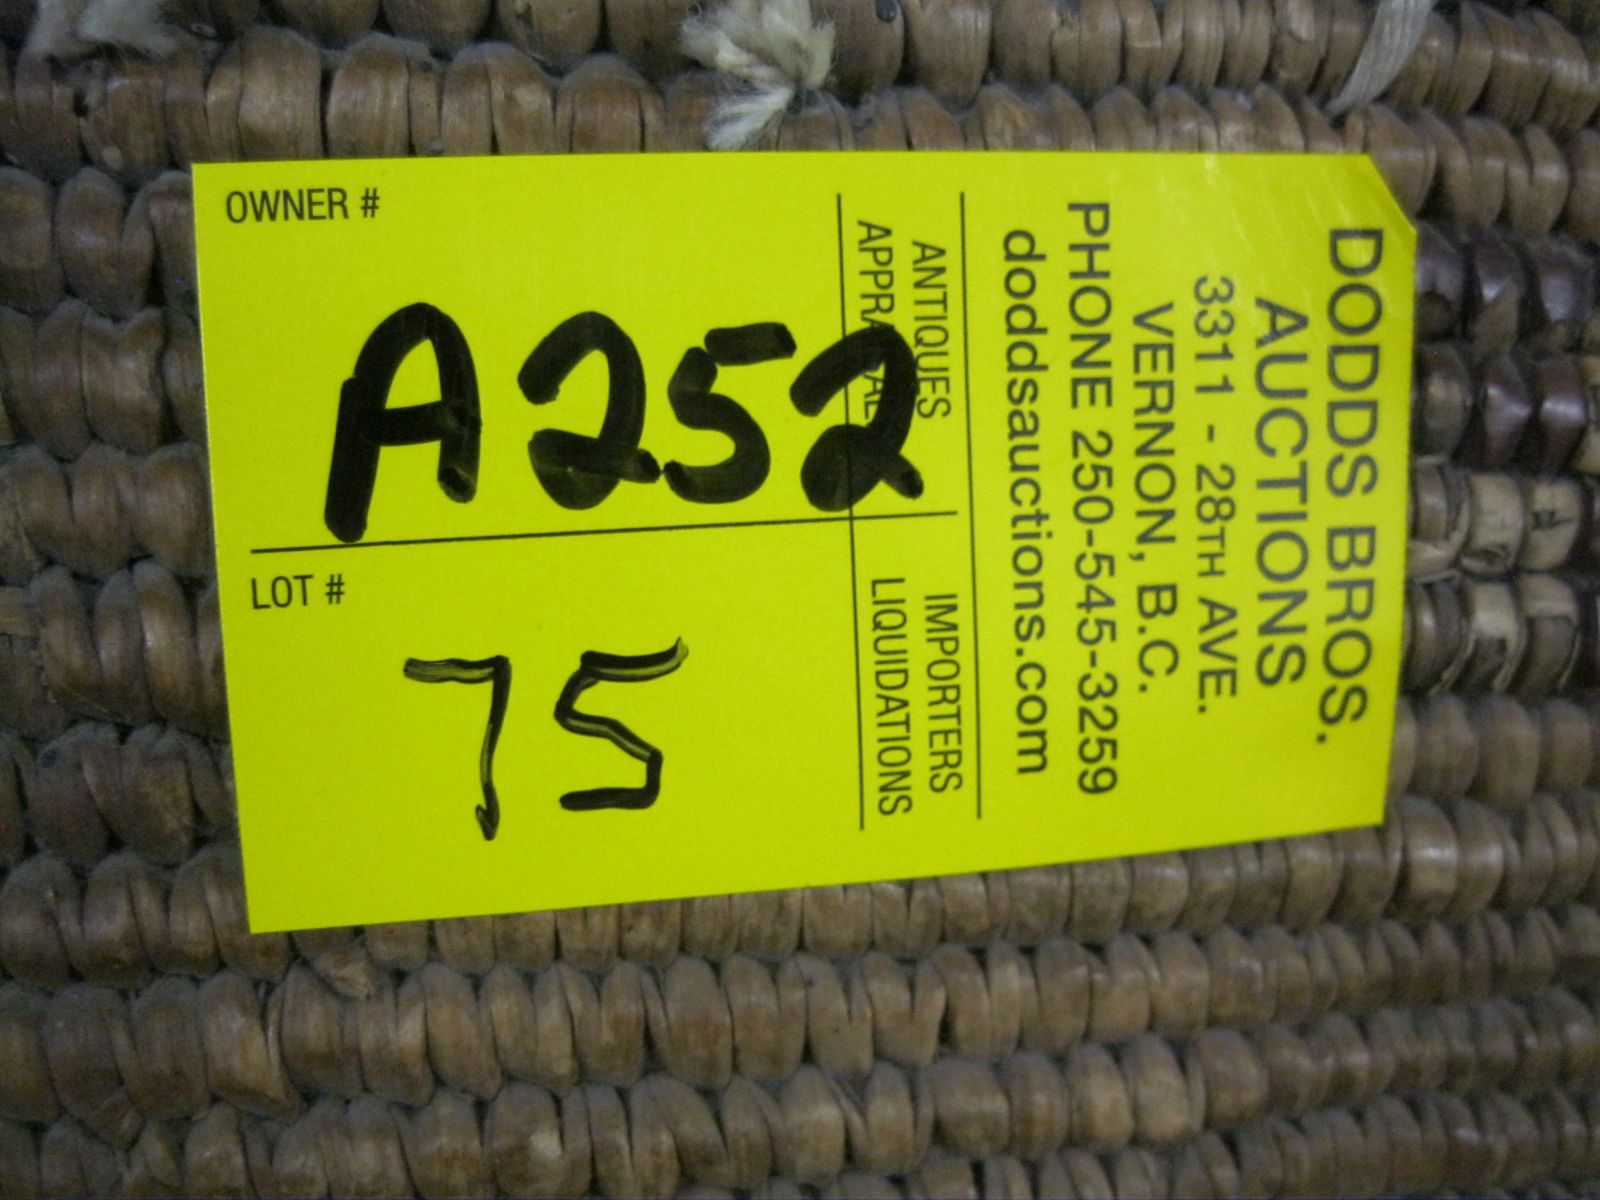 DODDS BROS.
AUCTIONS
3311 - 28TH AVE.
VERNON, B.C.
PHONE 250-545-3259
doddsauctions.com
ANTIQUES
APPRAISAL
IMPORTERS
LIQUIDATIONS
OWNER #
A252
LOT #
75